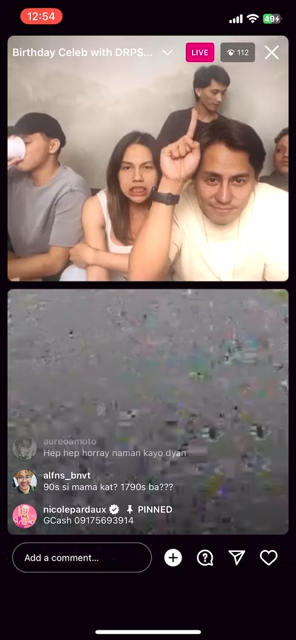 12:54
49
Birthday Celeb with DRPS...
LIVE
112
aureoamoto
Hep hep horray naman kayo dyan
alfns_bnvt
90s si mama kat? 1790s ba???
nicolepardaux PINNED
GCash 09175693914
Add a comment...